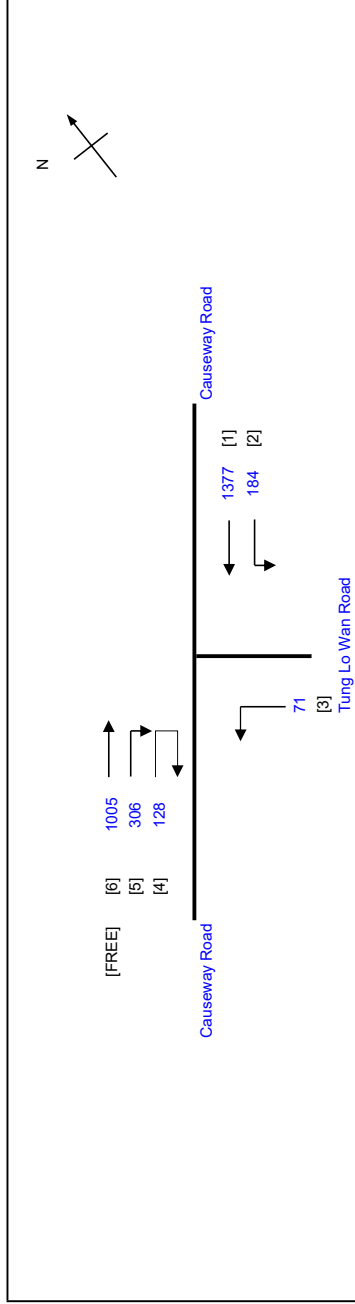 N
Causeway Road
1005 [6] [FREE]
306 [5]
128 [4]
1377 [1]
184 [2]
Causeway Road
71
[3]
Tung Lo Wan Road